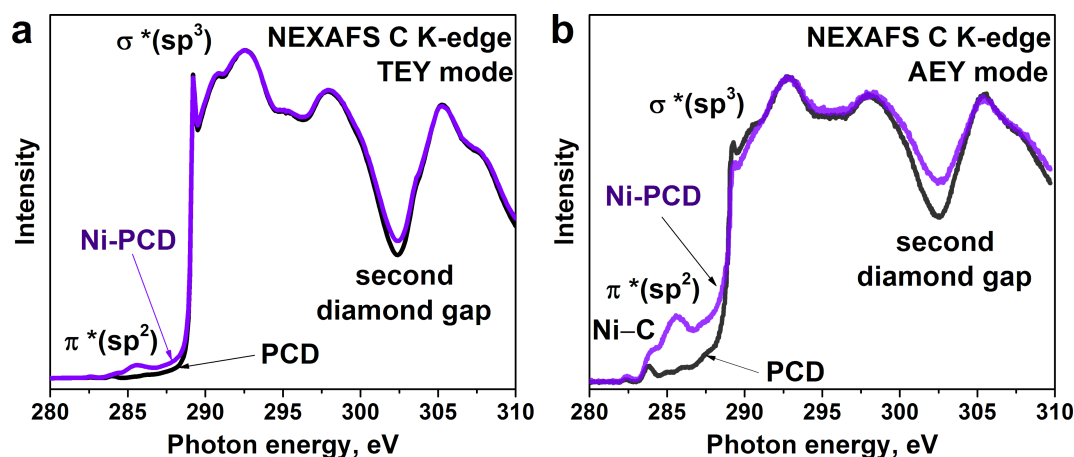 a
NEXAFS C K-edge
TEY mode
σ *(sp³)
Ni-PCD
π *(sp²)
PCD
second
diamond gap
Intensity
280 285 290 295 300 305 310
Photon energy, eV
b
NEXAFS C K-edge
AEY mode
σ *(sp³)
Ni-PCD
π *(sp²)
Ni–C
PCD
second
diamond gap
Intensity
280 285 290 295 300 305 310
Photon energy, eV